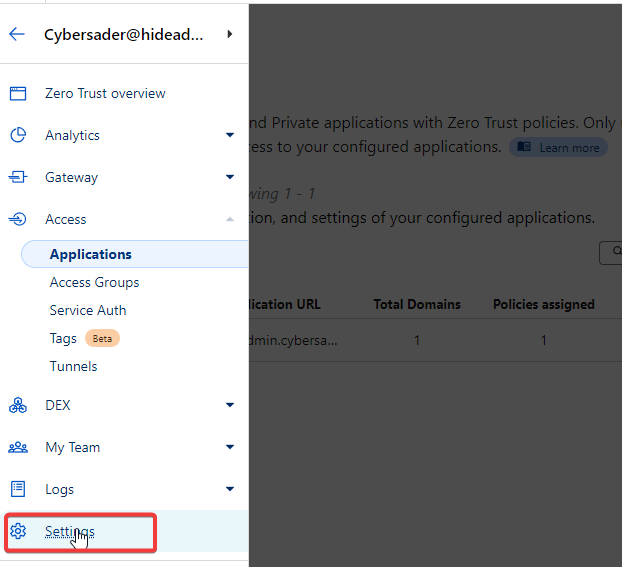 Cybersader@hidead...
Zero Trust overview
Analytics
nd Private applications with Zero Trust policies. Only
cess to your configured applications. Learn more
Gateway
wing 1 - 1
Access
tion, and settings of your configured applications.
Applications
Access Groups
Service Auth
lication URL Total Domains Policies assigned
Tags Beta
dmin.cybersa... 1 1
Tunnels
DEX
My Team
Logs
Settings